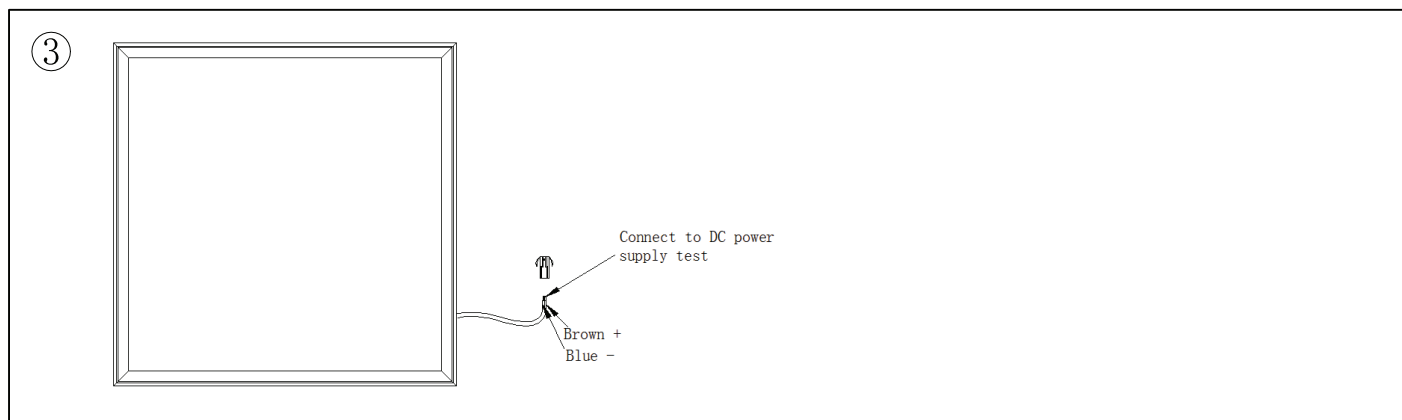 ③
Connect to DC power
supply test
Brown +
Blue -